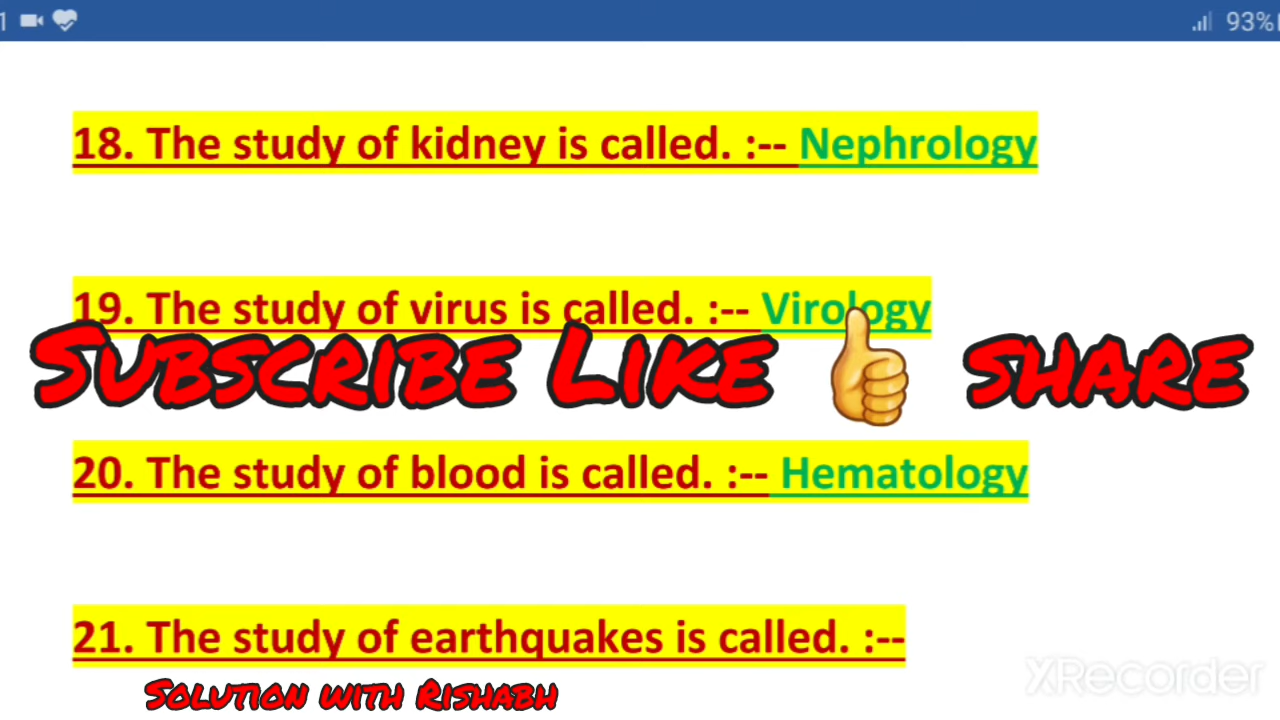 1 93%
18. The study of kidney is called. :-- Nephrology
19. The study of virus is called. :-- Virology
Subscribe Like 👍 share
20. The study of blood is called. :-- Hematology
21. The study of earthquakes is called. :--
Solution with Rishabh
XRecorder